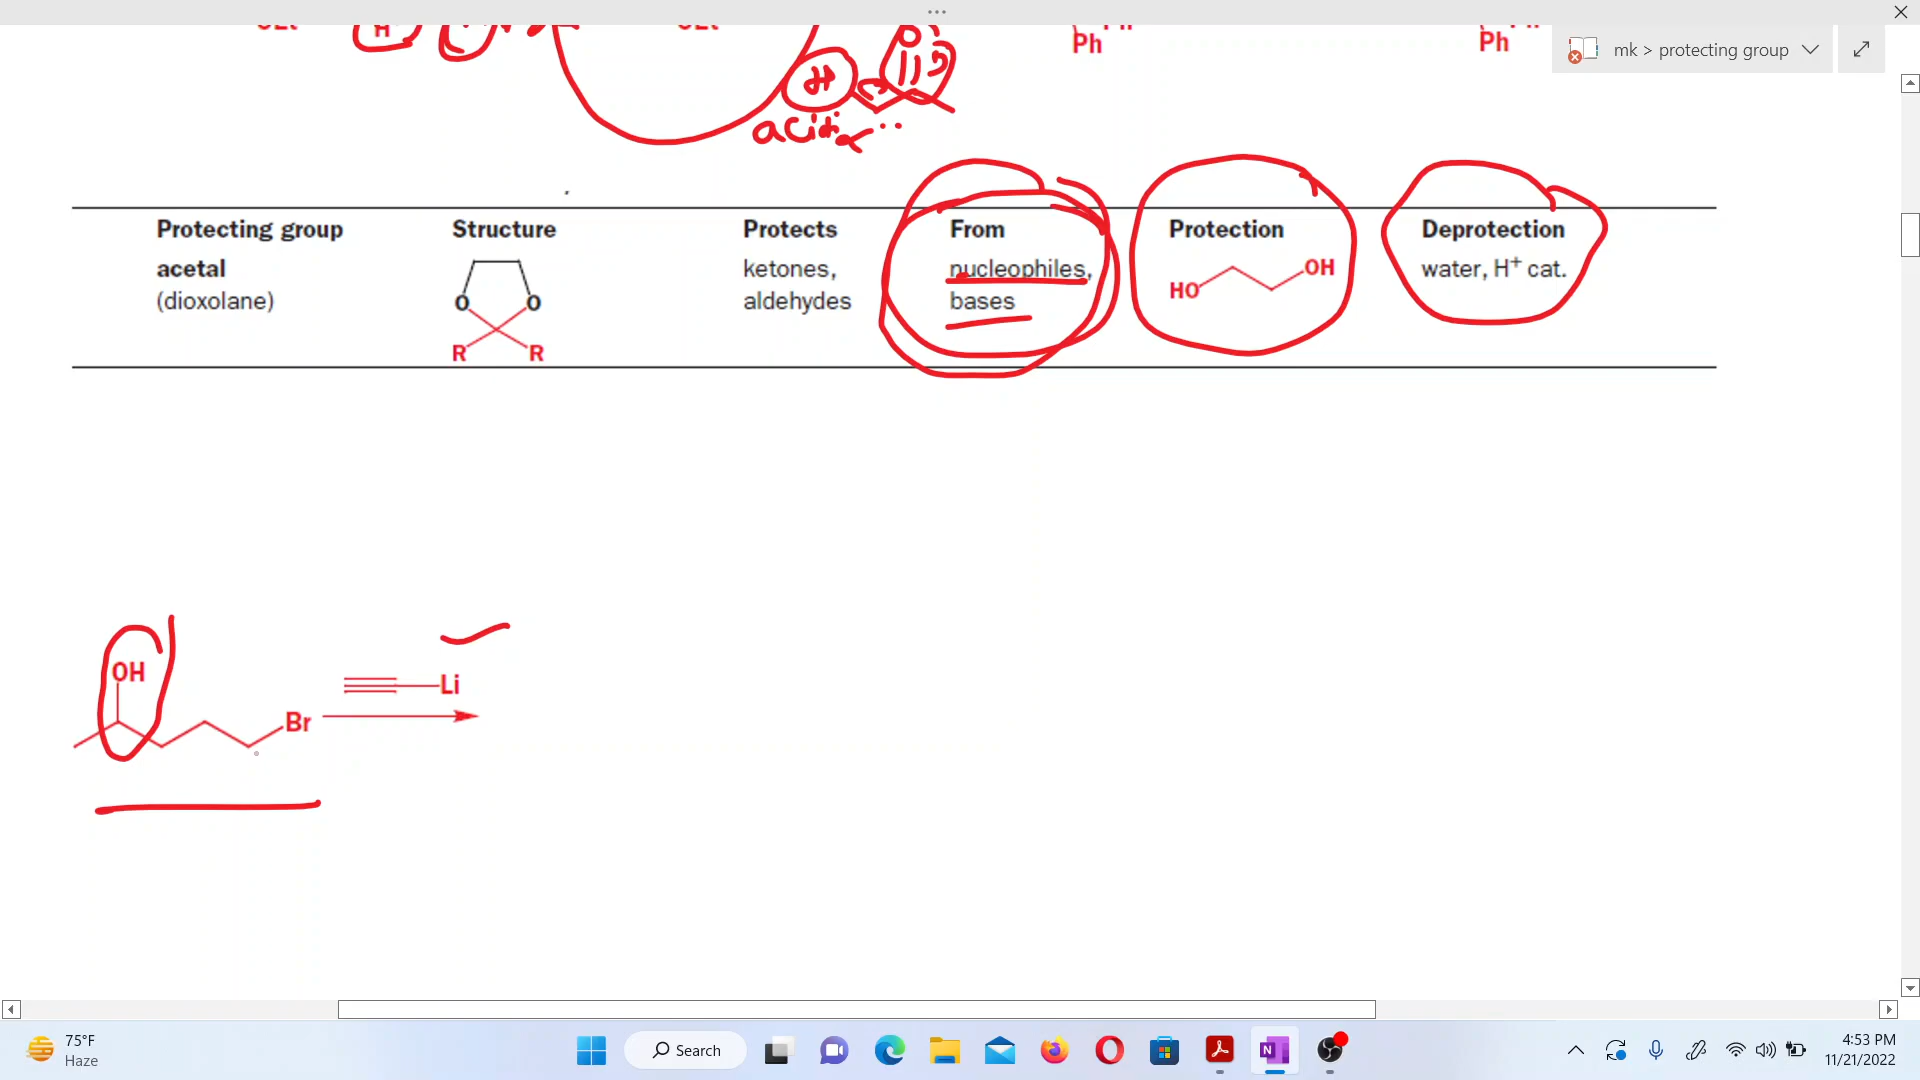 mk > protecting group
H
Ph
Ph
H
O
acidic
Protecting group Structure Protects From Protection Deprotection
acetal ketones, nucleophiles, HO OH water, H⁺ cat.
(dioxolane) O O aldehydes bases
R R
OH
Li
Br
75°F
Haze
Search
4:53 PM
11/21/2022